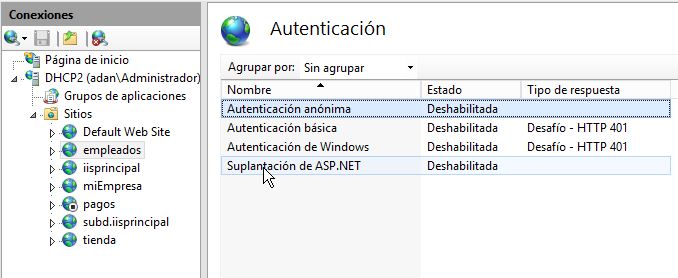 Conexiones
Página de inicio
DHCP2 (adan\Administrador)
Grupos de aplicaciones
Sitios
Default Web Site
empleados
iisprincipal
miEmpresa
pagos
subd.iisprincipal
tienda
Autenticación
Agrupar por: Sin agrupar
Nombre Estado Tipo de respuesta
Autenticación anónima Deshabilitada
Autenticación básica Deshabilitada Desafío - HTTP 401
Autenticación de Windows Deshabilitada Desafío - HTTP 401
Suplantación de ASP.NET Deshabilitada